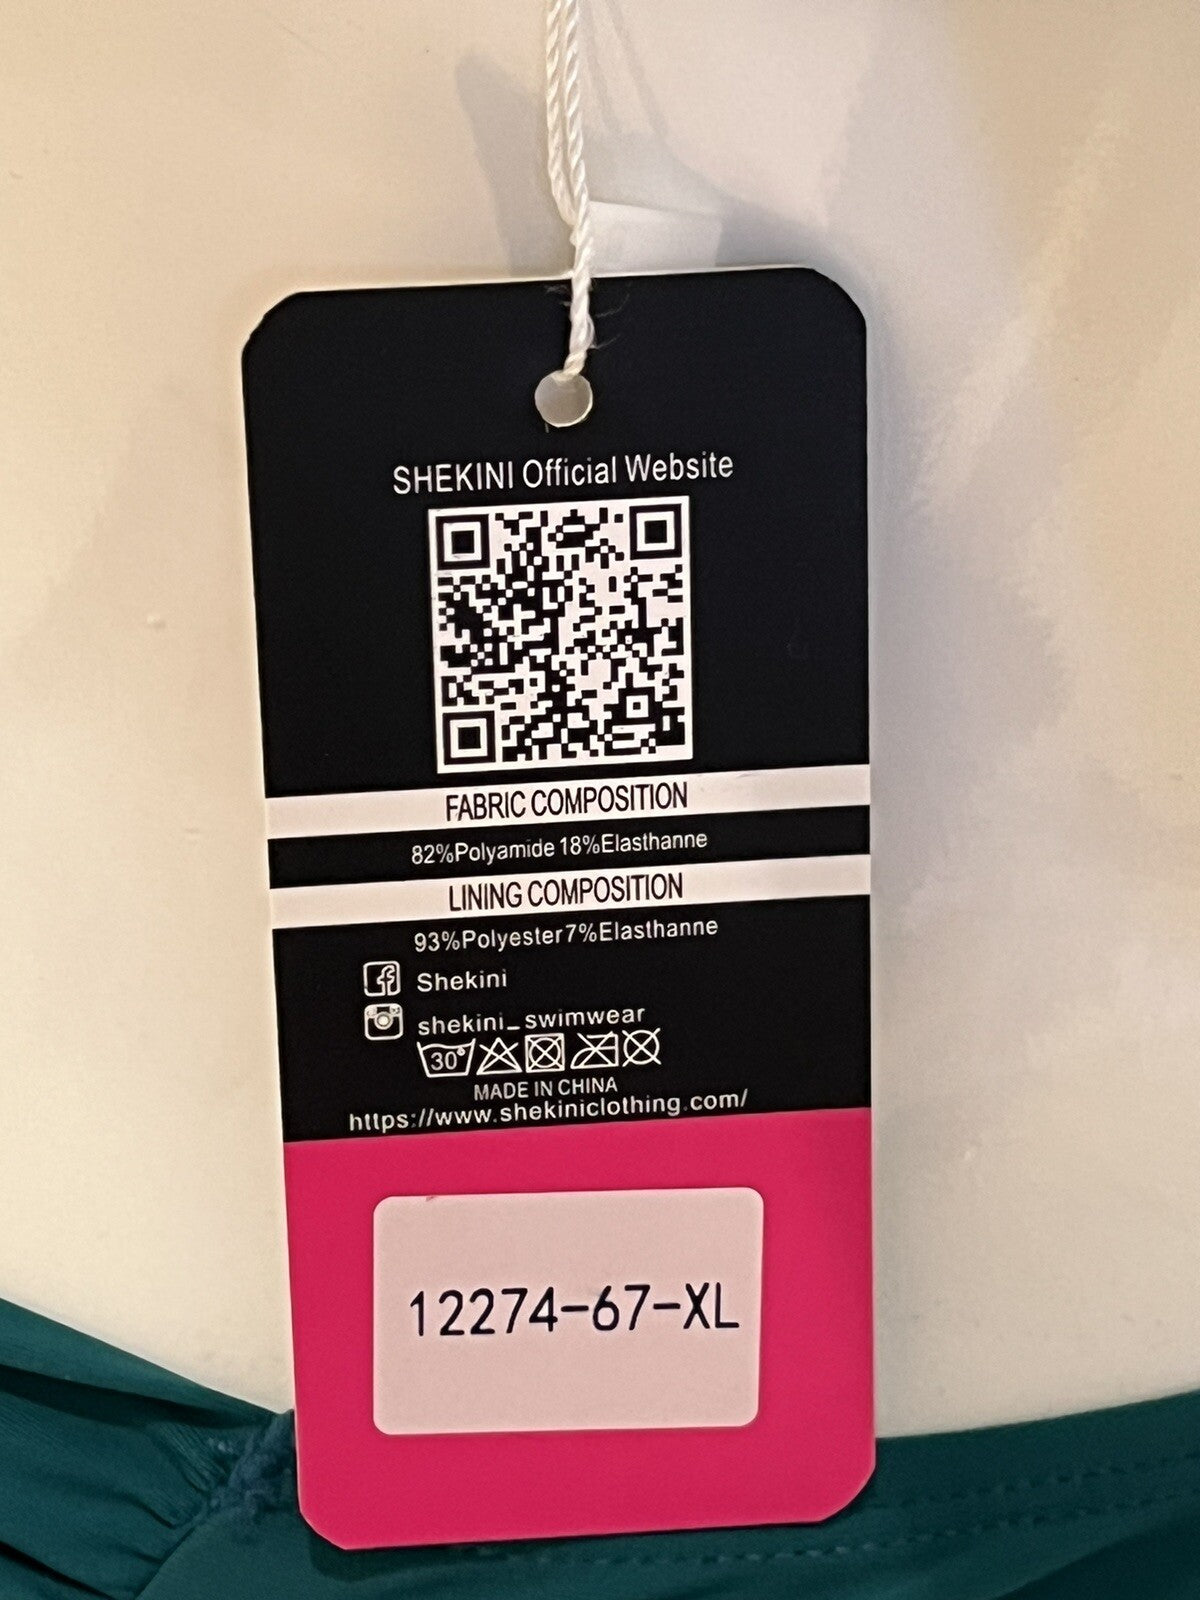 SHEKINI Official Website
FABRIC COMPOSITION
82%Polyamide 18%Elasthanne
LINING COMPOSITION
93%Polyester7%Elasthanne
Shekini
shekini_swimwear
30°
MADE IN CHINA
https://www.shekiniclothing.com/
12274-67-XL